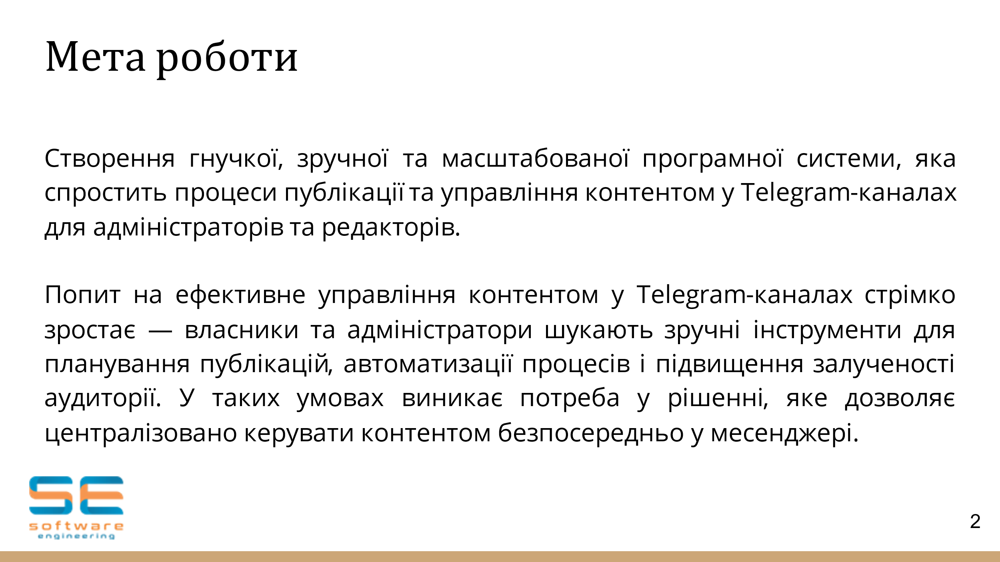 Мета роботи
Створення гнучкої, зручної та масштабованої програмної системи, яка
спростить процеси публікації та управління контентом у Telegram-каналах
для адміністраторів та редакторів.
Попит на ефективне управління контентом у Telegram-каналах стрімко
зростає — власники та адміністратори шукають зручні інструменти для
планування публікацій, автоматизації процесів і підвищення залученості
аудиторії. У таких умовах виникає потреба у рішенні, яке дозволяє
централізовано керувати контентом безпосередньо у месенджері.
SE
software
engineering
2